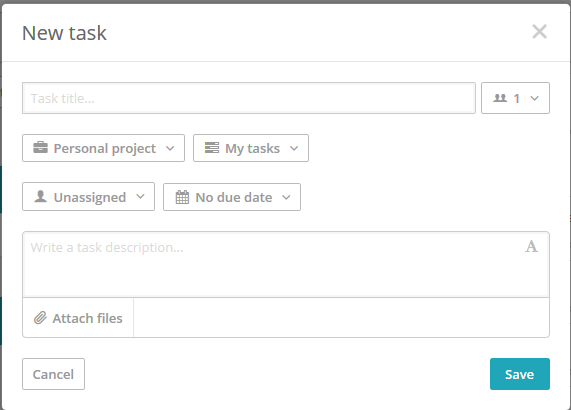 New task
Task title...
1
Personal project
My tasks
Unassigned
No due date
Write a task description...
A
Attach files
Cancel
Save